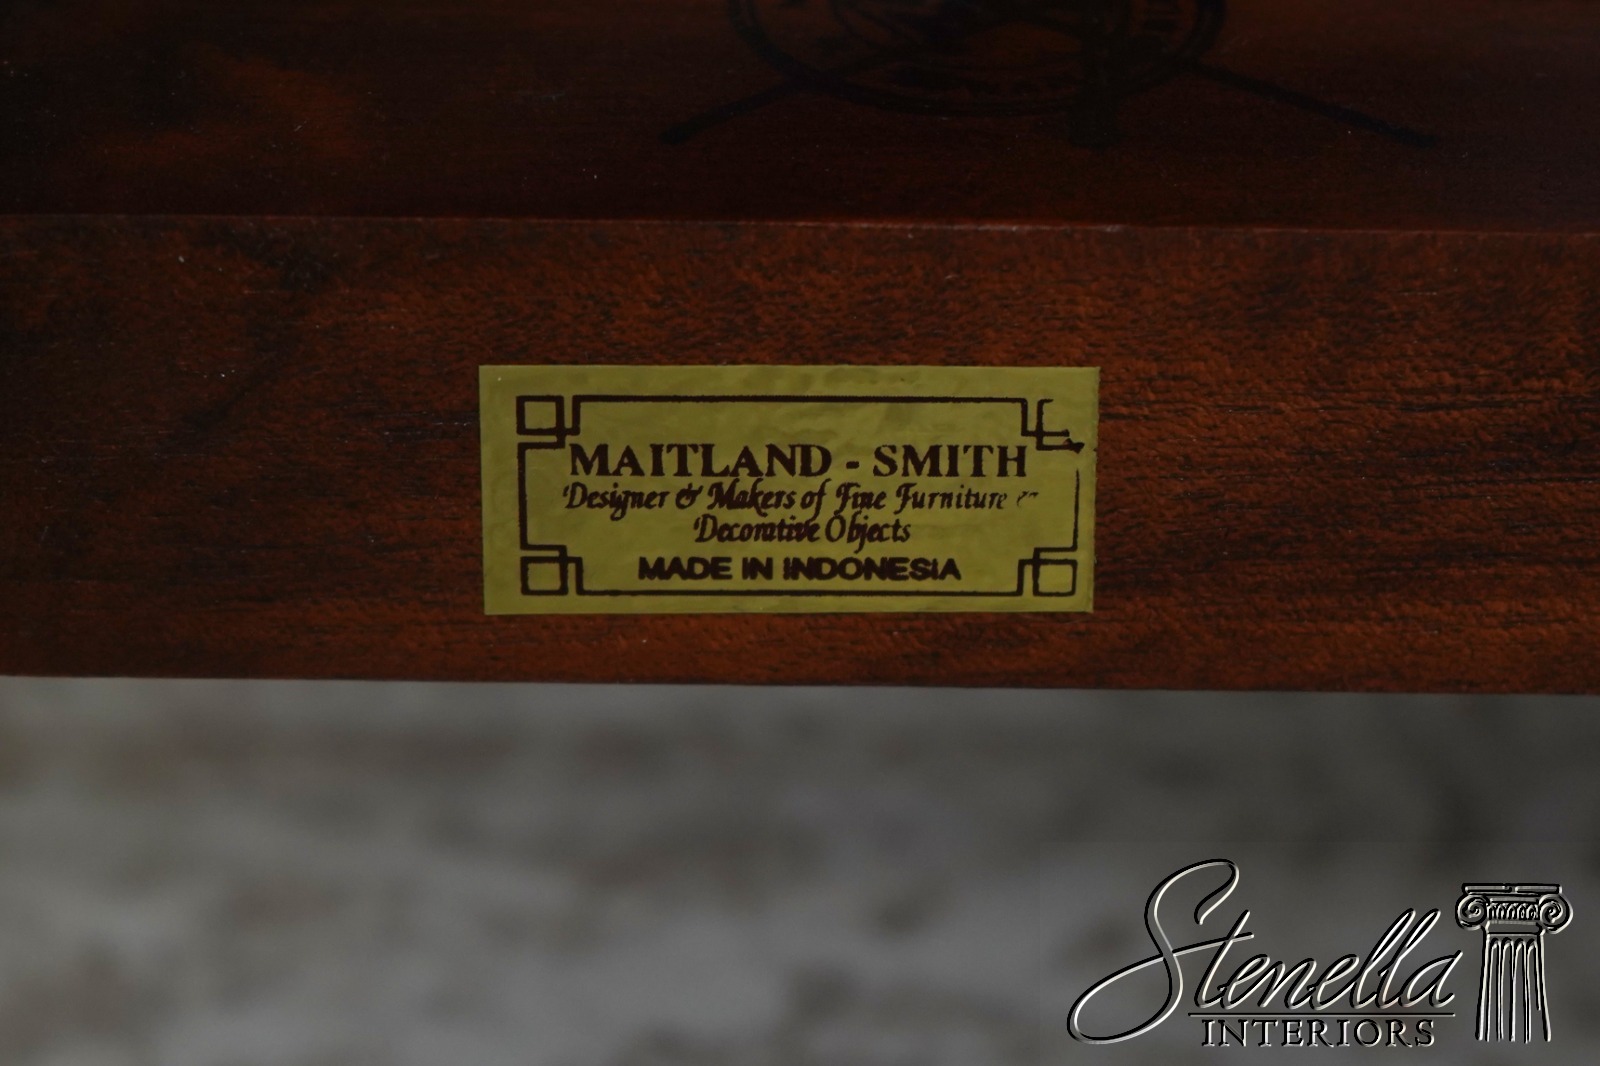 MAITLAND - SMITH
Designer & Makers of Fine Furniture &
Decorative Objects
MADE IN INDONESIA
Stenella
INTERIORS